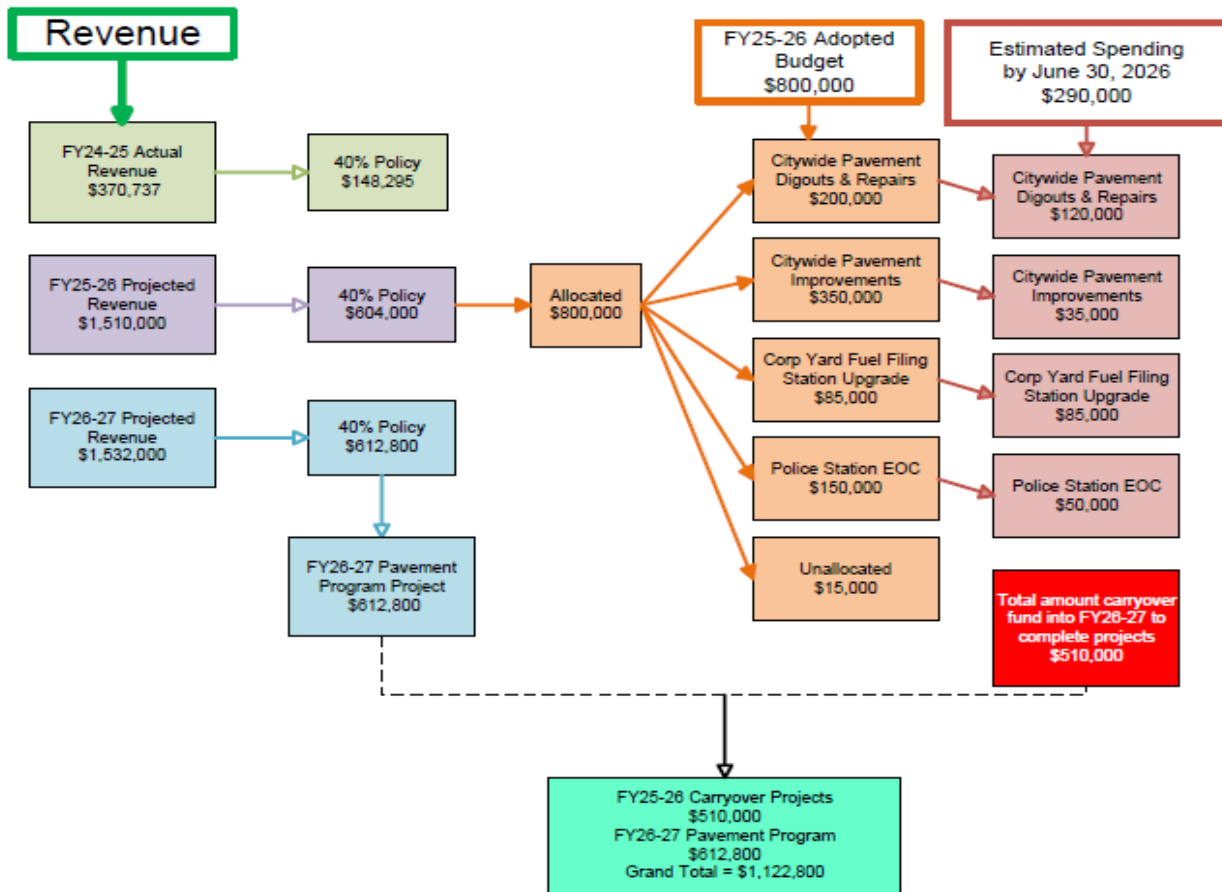 Revenue
FY24-25 Actual
Revenue
$370,737
40% Policy
$148,295
FY25-26 Projected
Revenue
$1,510,000
40% Policy
$604,000
Allocated
$800,000
FY26-27 Projected
Revenue
$1,532,000
40% Policy
$612,800
FY26-27 Pavement
Program Project
$612,800
FY25-26 Adopted
Budget
$800,000
Citywide Pavement
Digouts & Repairs
$200,000
Citywide Pavement
Improvements
$350,000
Corp Yard Fuel Filing
Station Upgrade
$85,000
Police Station EOC
$150,000
Unallocated
$15,000
Estimated Spending
by June 30, 2026
$290,000
Citywide Pavement
Digouts & Repairs
$120,000
Citywide Pavement
Improvements
$35,000
Corp Yard Fuel Filing
Station Upgrade
$85,000
Police Station EOC
$50,000
Total amount carryover
fund into FY26-27 to
complete projects
$510,000
FY25-26 Carryover Projects
$510,000
FY26-27 Pavement Program
$612,800
Grand Total = $1,122,800